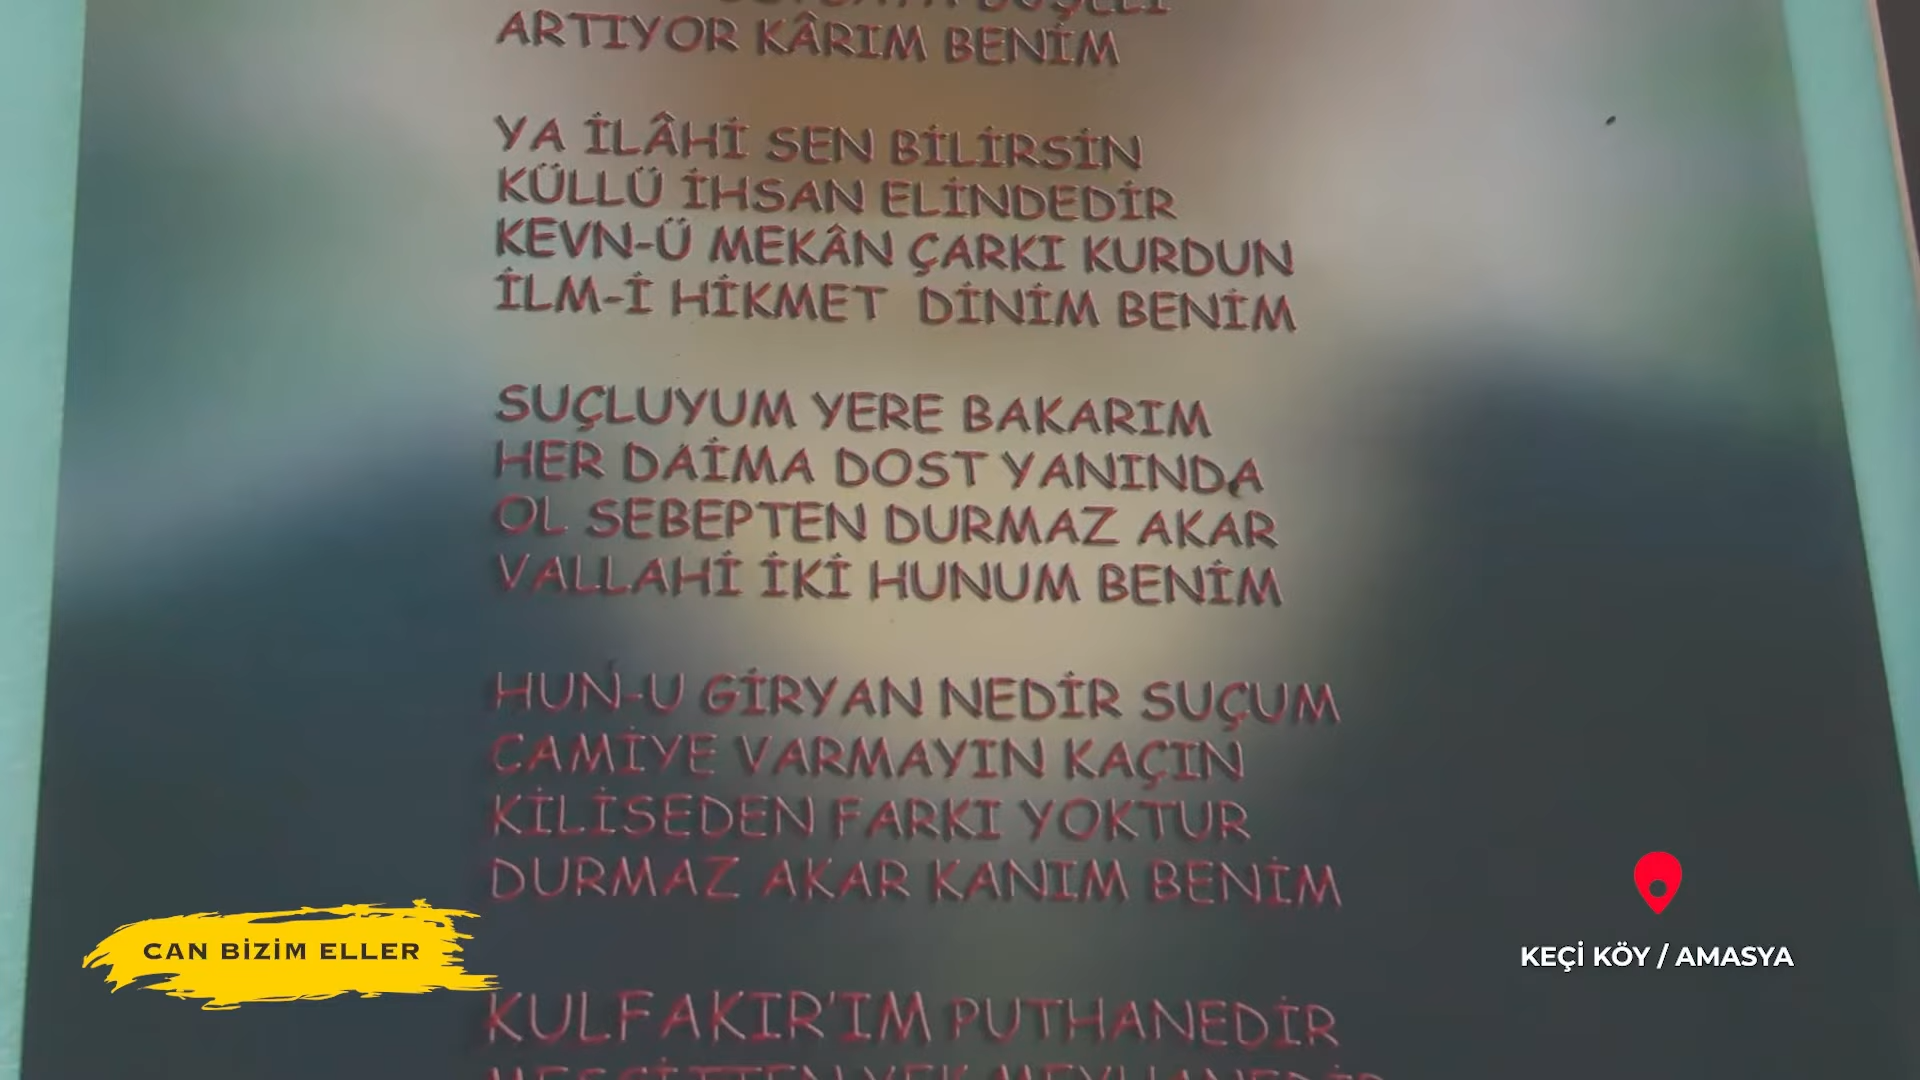 ARTIYOR KÂRIM BENİM
YA İLÂHİ SEN BİLİRSİN
KÜLLÜ İHSAN ELİNDEDİR
KEVN-Ü MEKÂN ÇARKI KURDUN
İLM-İ HİKMET DİNİM BENİM
SUÇLUYUM YERE BAKARIM
HER DAİMA DOST YANINDA
OL SEBEPTEN DURMAZ AKAR
VALLAHİ İKİ HUNUM BENİM
HUN-U GİRYAN NEDİR SUÇUM
CAMİYE VARMAYIN KAÇIN
KİLİSEDEN FARKI YOKTUR
DURMAZ AKAR KANIM BENİM
KULFAKIR'IM PUTHANEDİR
CAN BİZİM ELLER
KEÇİ KÖY / AMASYA